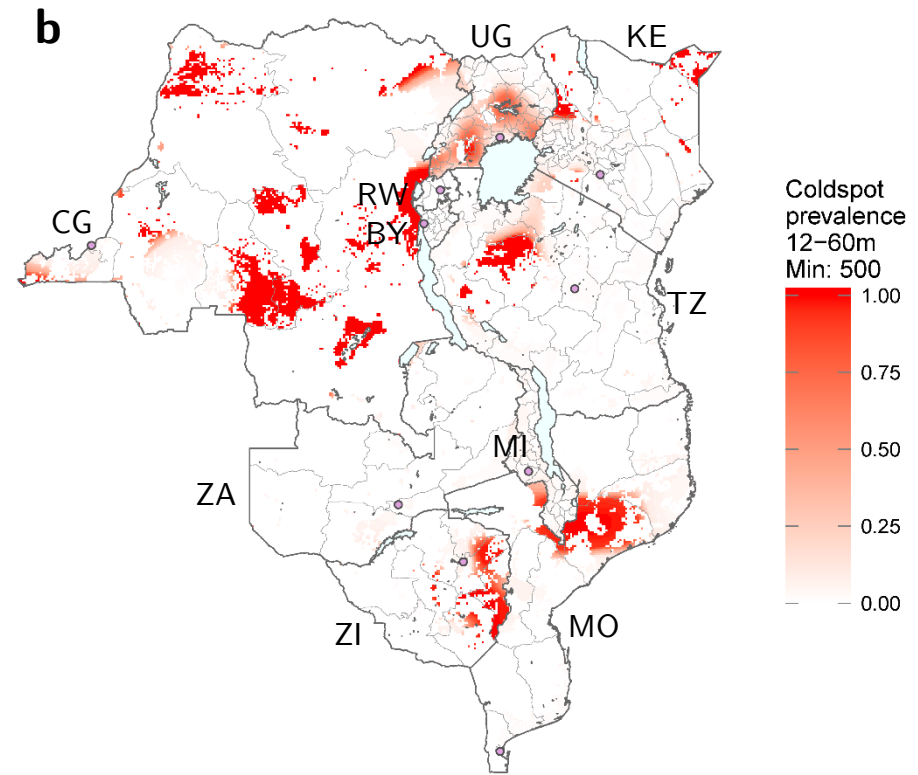 b
UG
KE
RW
CG
BY
TZ
MI
ZA
ZI
MO
Coldspot
prevalence
12−60m
Min: 500
1.00
0.75
0.50
0.25
0.00